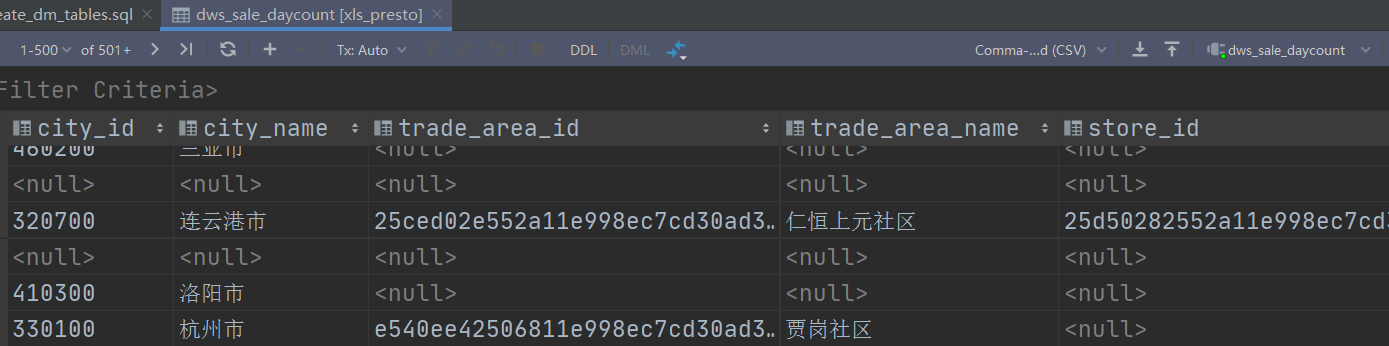 eate_dm_tables.sql dws_sale_daycount [xls_presto]
1-500 of 501+ Tx: Auto DDL DML Comma-...d (CSV) dws_sale_daycount
Filter Criteria>
city_id city_name trade_area_id trade_area_name store_id
460200 三亚市 <null> <null> <null>
<null> <null> <null> <null> <null>
320700 连云港市 25ced02e552a11e998ec7cd30ad3... 仁恒上元社区 25d50282552a11e998ec7cd3
<null> <null> <null> <null> <null>
410300 洛阳市 <null> <null> <null>
330100 杭州市 e540ee42506811e998ec7cd30ad3... 贾岗社区 <null>